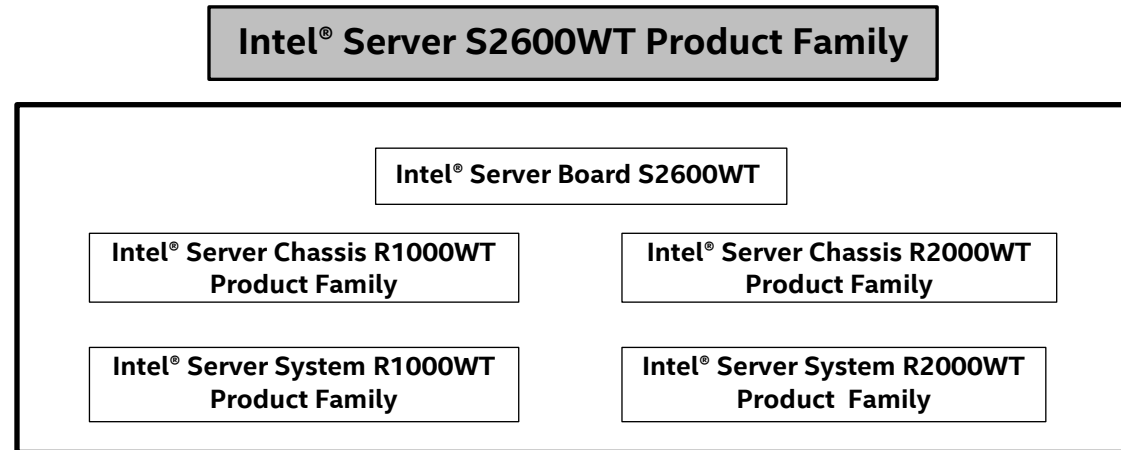 Intel® Server S2600WT Product Family
Intel® Server Board S2600WT
Intel® Server Chassis R1000WT
Product Family
Intel® Server Chassis R2000WT
Product Family
Intel® Server System R1000WT
Product Family
Intel® Server System R2000WT
Product Family